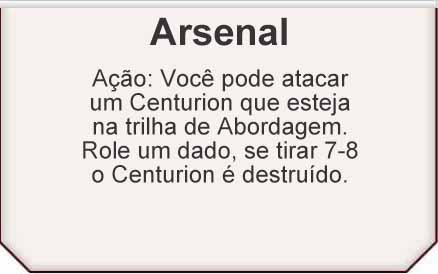 Arsenal
Ação: Você pode atacar
um Centurion que esteja
na trilha de Abordagem.
Role um dado, se tirar 7-8
o Centurion é destruído.